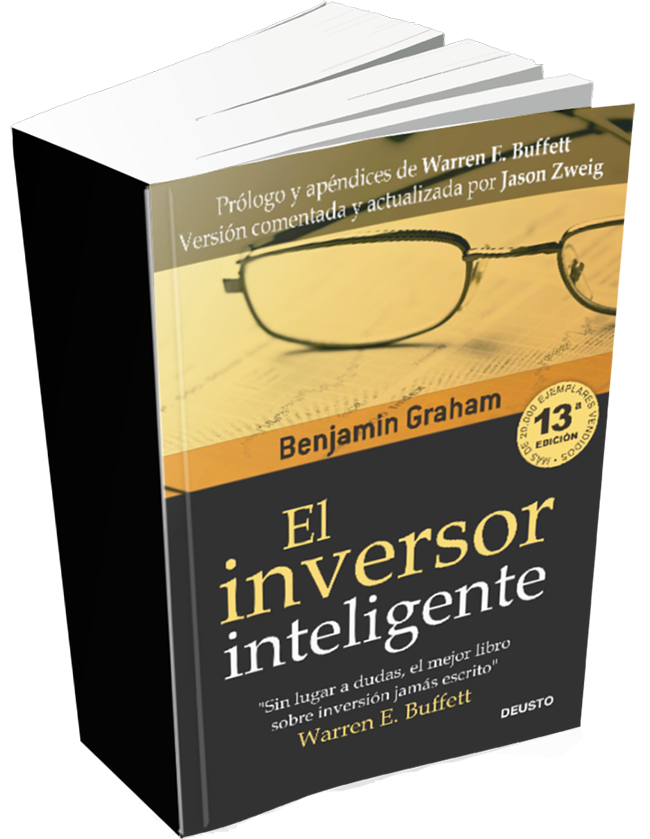 Prólogo y apéndices de Warren E. Buffett
Versión comentada y actualizada por Jason Zweig
Benjamin Graham
MÁS DE 20.000 EJEMPLARES VENDIDOS •
13ª
EDICIÓN
El
inversor
inteligente
"Sin lugar a dudas, el mejor libro
sobre inversión jamás escrito"
Warren E. Buffett
DEUSTO